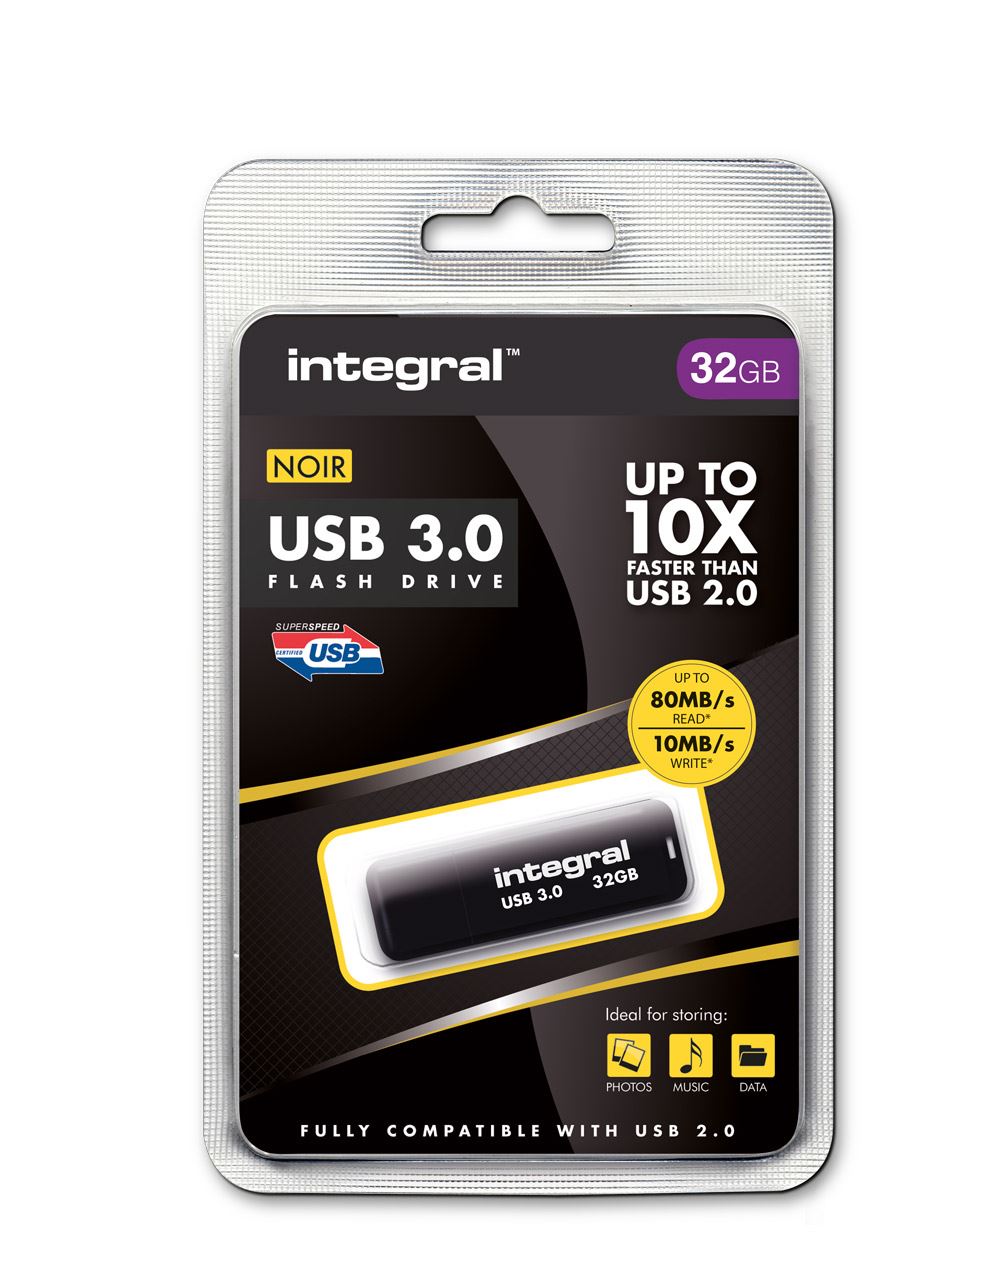 integral™
32GB
NOIR
USB 3.0
FLASH DRIVE
UP TO
10X
FASTER THAN
USB 2.0
SUPERSPEED
CERTIFIED USB
UP TO
80MB/s
READ*
10MB/s
WRITE*
integral
USB 3.0 32GB
Ideal for storing:
PHOTOS MUSIC DATA
FULLY COMPATIBLE WITH USB 2.0